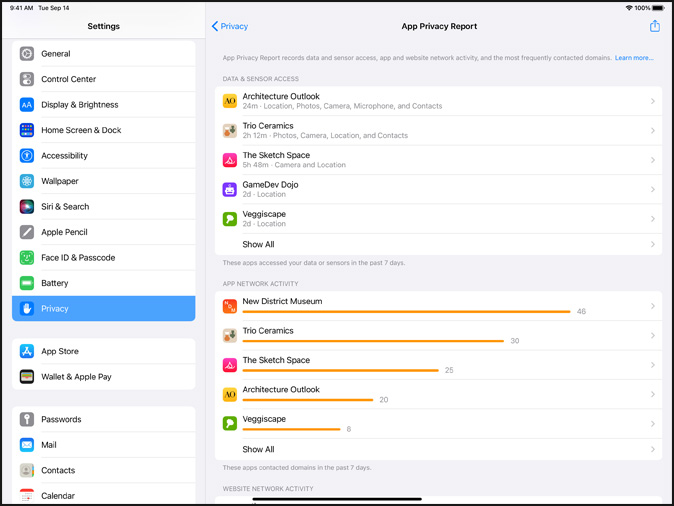 9:41 AM Tue Sep 14
100%
Settings
General
Control Center
Display & Brightness
Home Screen & Dock
Accessibility
Wallpaper
Siri & Search
Apple Pencil
Face ID & Passcode
Battery
Privacy
App Store
Wallet & Apple Pay
Passwords
Mail
Contacts
Calendar
Privacy
App Privacy Report
App Privacy Report records data and sensor access, app and website network activity, and the most frequently contacted domains. Learn more...
DATA & SENSOR ACCESS
Architecture Outlook
24m · Location, Photos, Camera, Microphone, and Contacts
Trio Ceramics
2h 12m · Photos, Camera, Location, and Contacts
The Sketch Space
5h 48m · Camera and Location
GameDev Dojo
2d · Location
Veggiscape
2d · Location
Show All
These apps accessed your data or sensors in the past 7 days.
APP NETWORK ACTIVITY
New District Museum
46
Trio Ceramics
30
The Sketch Space
25
Architecture Outlook
20
Veggiscape
8
Show All
These apps contacted domains in the past 7 days.
WEBSITE NETWORK ACTIVITY